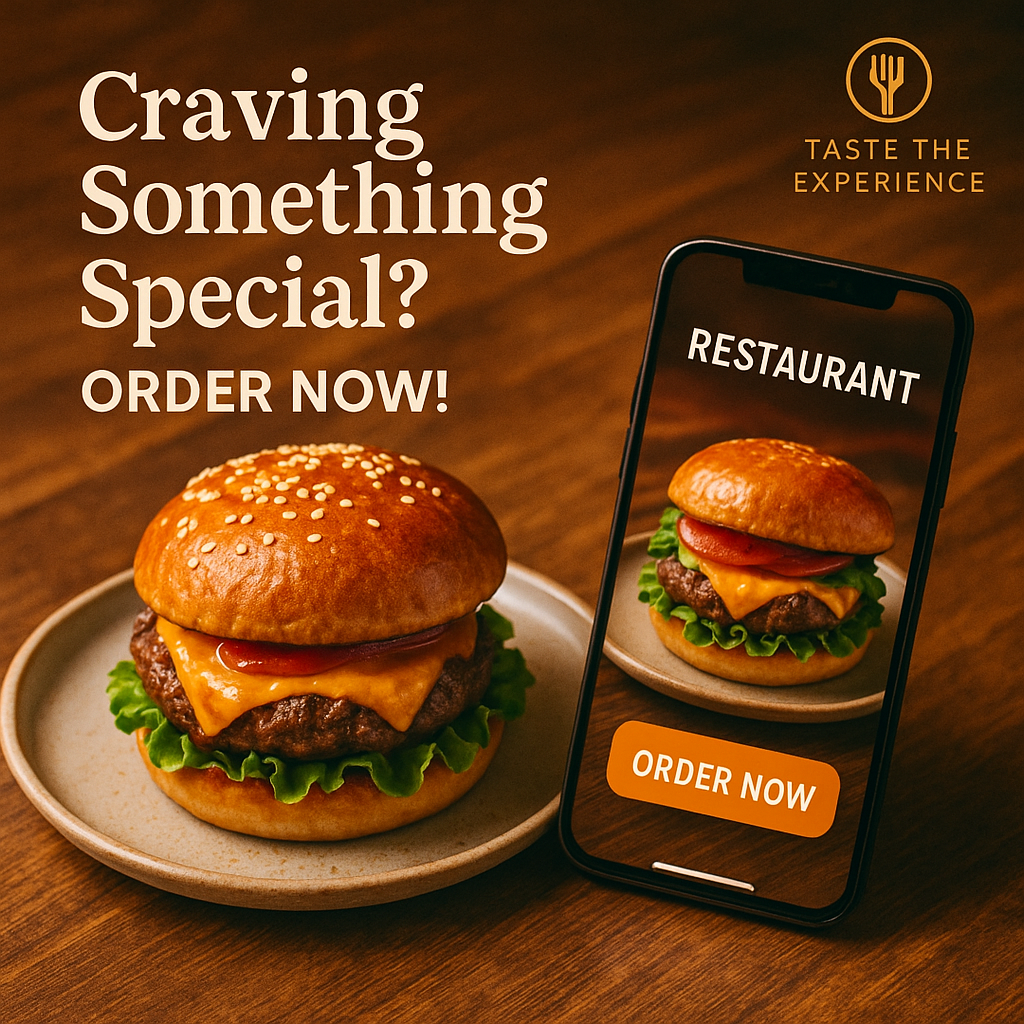 Craving
Something
Special?
ORDER NOW!
TASTE THE
EXPERIENCE
RESTAURANT
ORDER NOW